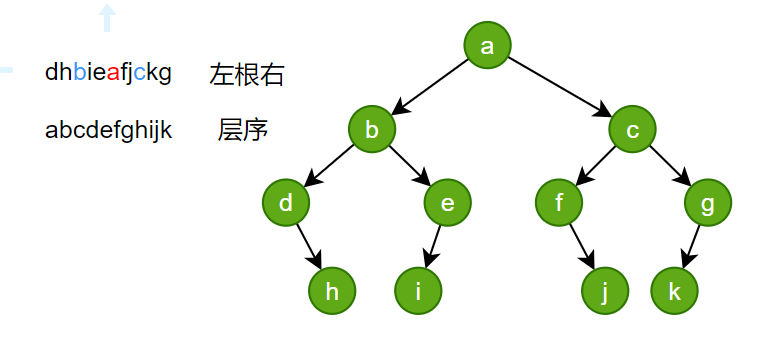 dhbieafjckg 左根右
abcdefghijk 层序
a
b c
d e f g
h i j k